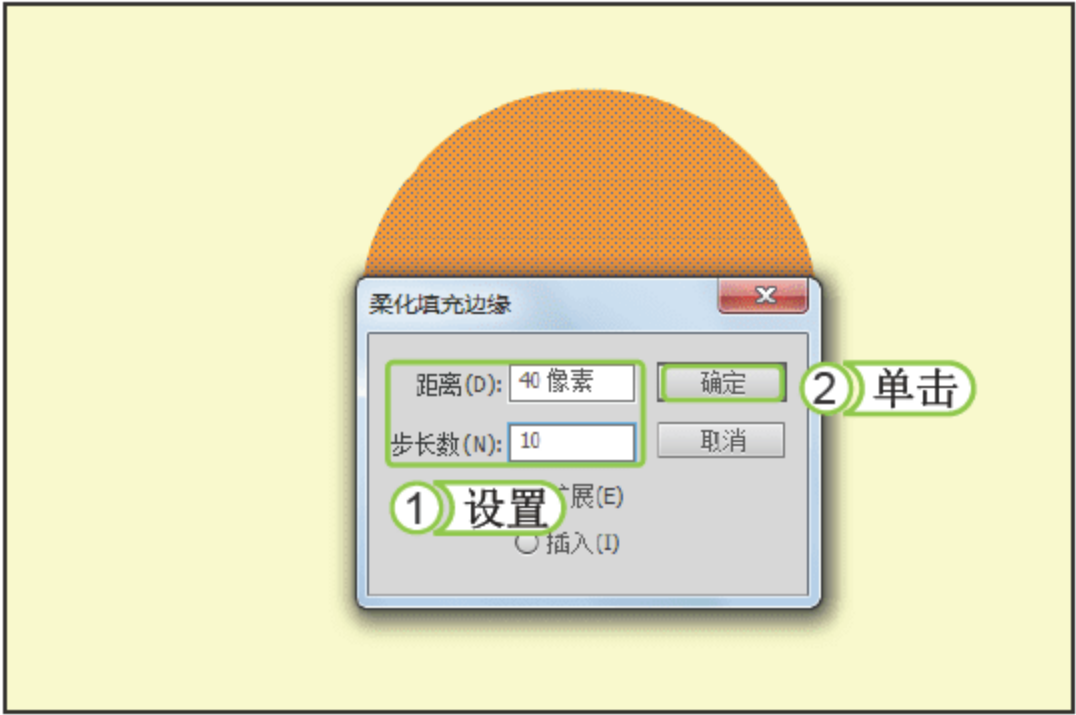 柔化填充边缘
距离(D): 40 像素
确定
2 单击
步长数(N): 10
取消
1 设置
展(E)
插入(I)